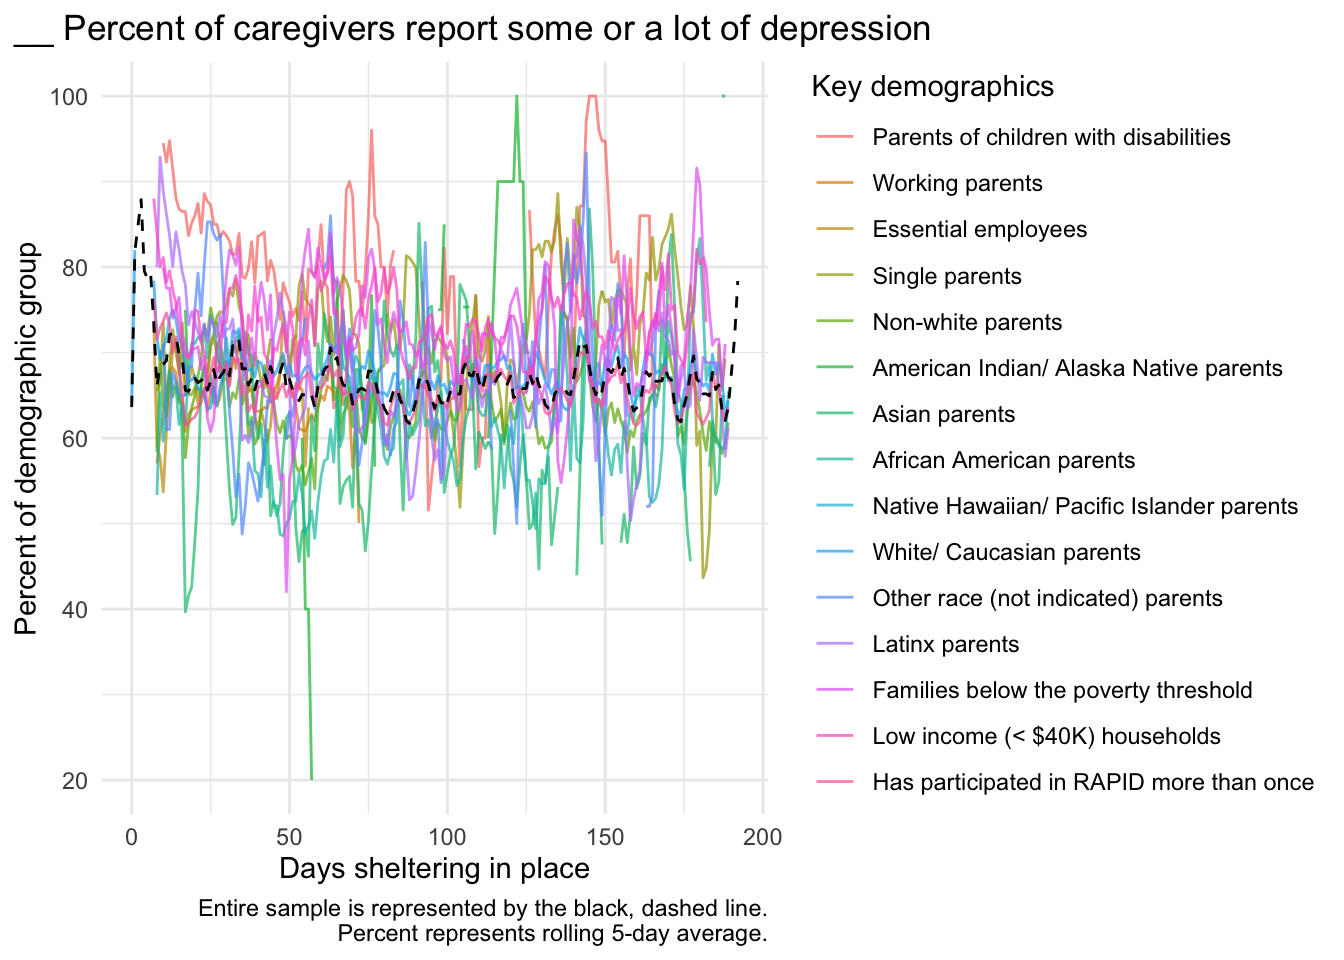 __ Percent of caregivers report some or a lot of depression
Percent of demographic group
100
80
60
40
20
0
50
100
150
200
Days sheltering in place
Entire sample is represented by the black, dashed line.
Percent represents rolling 5-day average.
Key demographics
Parents of children with disabilities
Working parents
Essential employees
Single parents
Non-white parents
American Indian/ Alaska Native parents
Asian parents
African American parents
Native Hawaiian/ Pacific Islander parents
White/ Caucasian parents
Other race (not indicated) parents
Latinx parents
Families below the poverty threshold
Low income (< $40K) households
Has participated in RAPID more than once